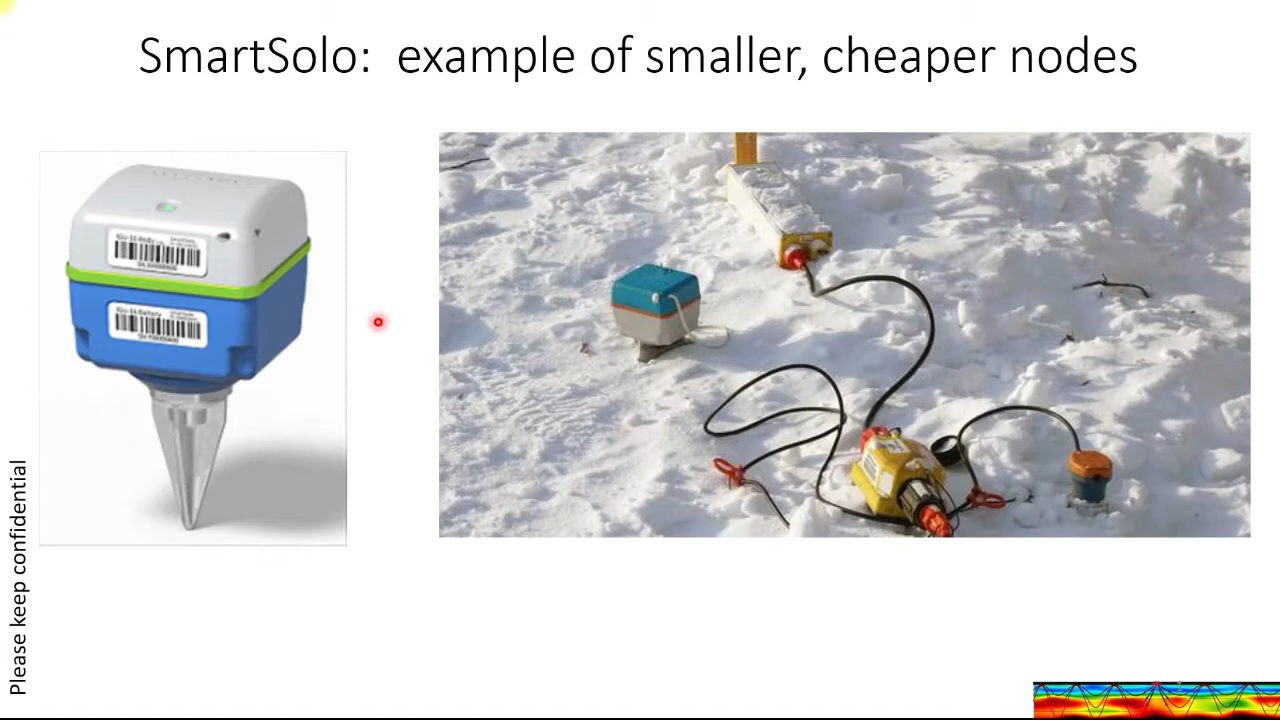 SmartSolo:  example of smaller, cheaper nodes
Please keep confidential